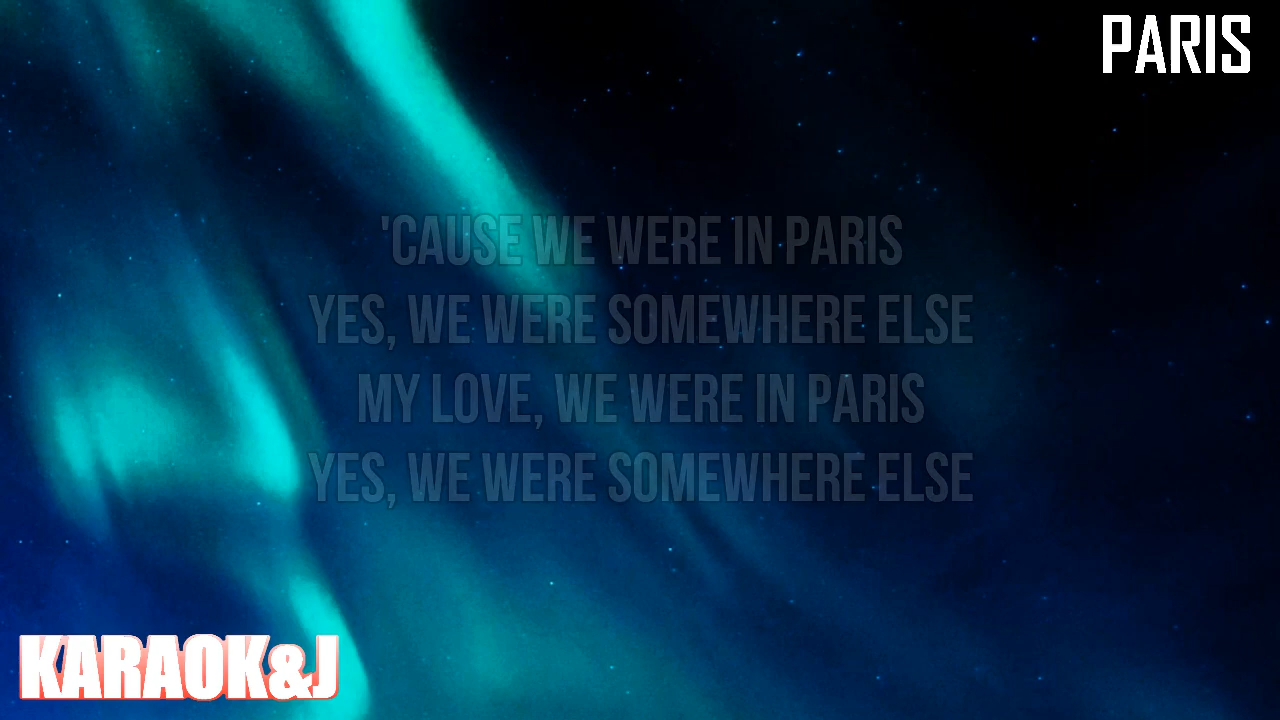 PARIS
'CAUSE WE WERE IN PARIS
YES, WE WERE SOMEWHERE ELSE
MY LOVE, WE WERE IN PARIS
YES, WE WERE SOMEWHERE ELSE
KARAOK&J